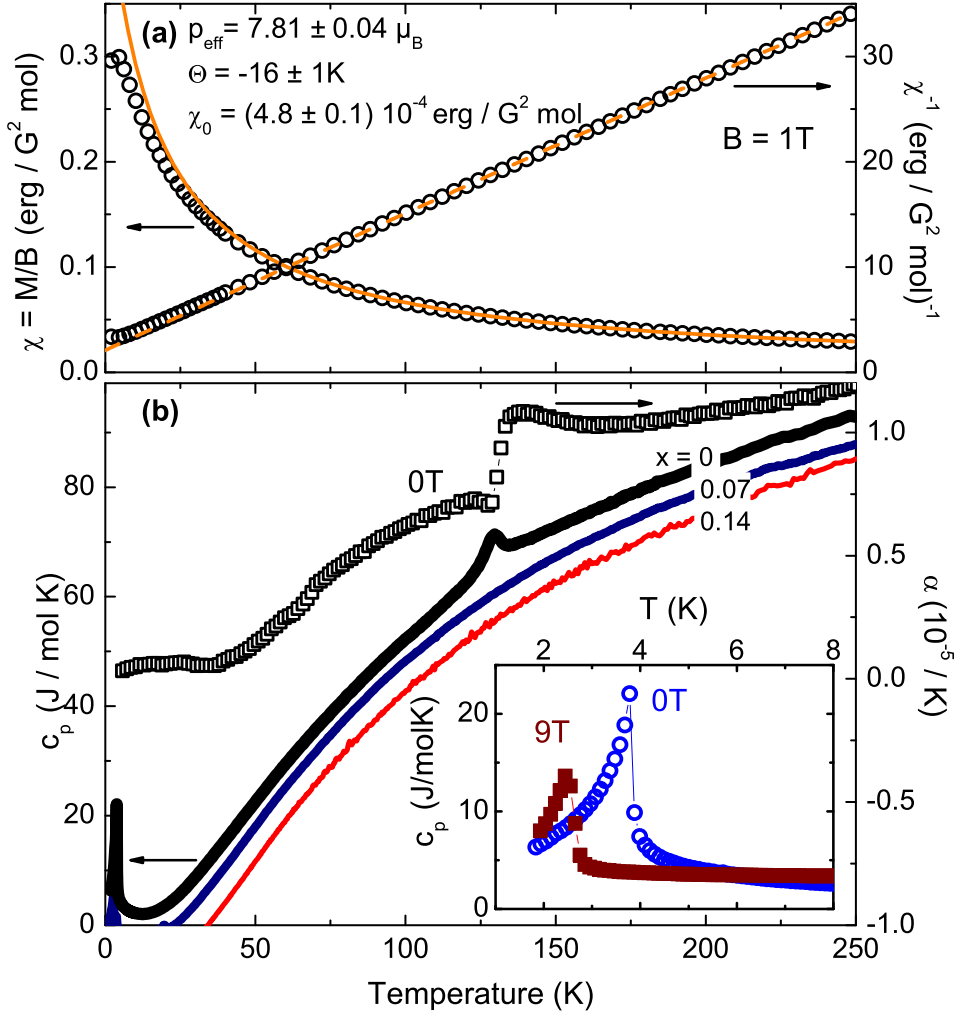 (a) p_eff = 7.81 ± 0.04 μ_B
Θ = -16 ± 1K
χ_0 = (4.8 ± 0.1) 10^-4 erg / G^2 mol
B = 1T
χ = M/B (erg / G^2 mol)
0.3
0.2
0.1
0.0
χ^-1 (erg / G^2 mol)^-1
30
20
10
0
(b)
0T
x = 0
0.07
0.14
c_p (J / mol K)
80
60
40
20
0
α (10^-5 / K)
1.0
0.5
0.0
-0.5
-1.0
T (K)
2 4 6 8
c_p (J/molK)
20
10
0
9T
0T
0 50 100 150 200 250
Temperature (K)